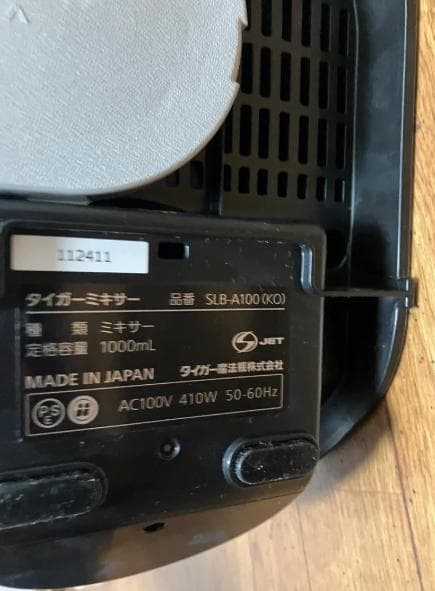 112411
タイガーミキサー 品番 SLB-A100 (KO)
種 類 ミキサー
定格容量 1000mL
S JET
MADE IN JAPAN タイガー魔法瓶株式会社
PS E AC100V 410W 50-60Hz